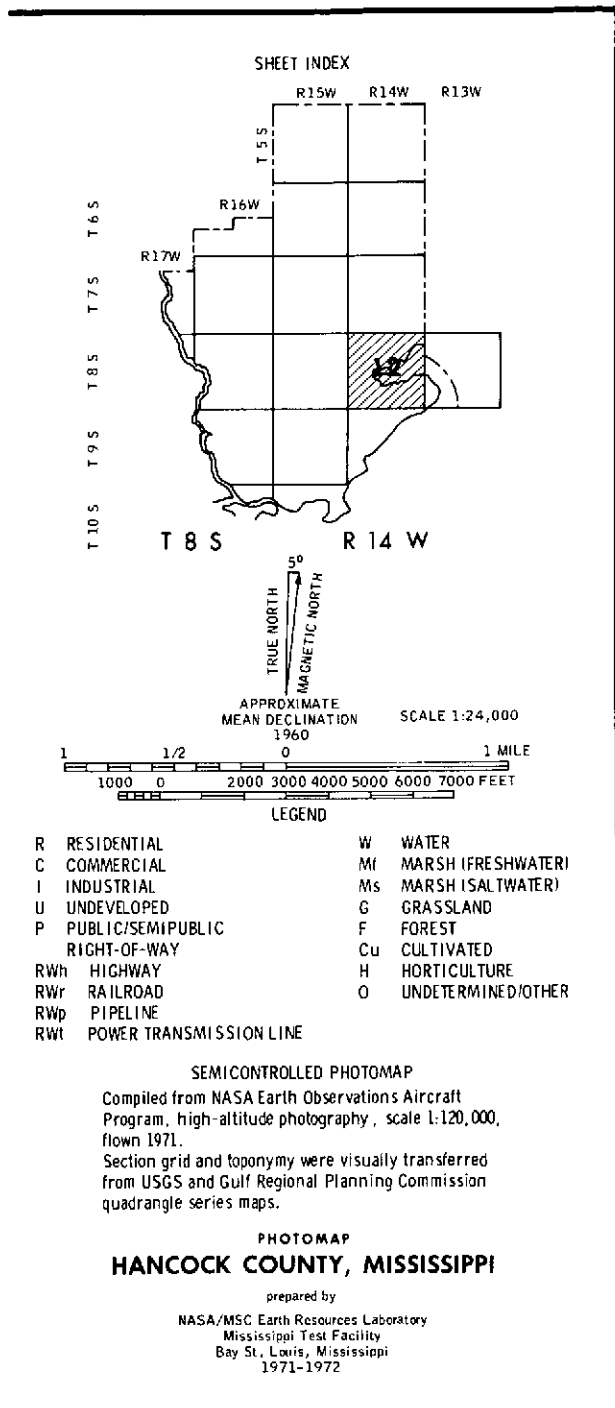 SHEET INDEX
R15W R14W R13W
T5S
R16W
T6S
R17W
T7S
T8S
T9S
T10S
T 8 S R 14 W
5°
TRUE NORTH
MAGNETIC NORTH
APPROXIMATE
MEAN DECLINATION
1960
SCALE 1:24,000
1 1/2 0 1 MILE
1000 0 2000 3000 4000 5000 6000 7000 FEET
LEGEND
R RESIDENTIAL
C COMMERCIAL
I INDUSTRIAL
U UNDEVELOPED
P PUBLIC/SEMIPUBLIC
RIGHT-OF-WAY
RWh HIGHWAY
RWr RAILROAD
RWp PIPELINE
RWt POWER TRANSMISSION LINE
W WATER
Mf MARSH (FRESHWATER)
Ms MARSH (SALTWATER)
G GRASSLAND
F FOREST
Cu CULTIVATED
H HORTICULTURE
O UNDETERMINED/OTHER
SEMICONTROLLED PHOTOMAP
Compiled from NASA Earth Observations Aircraft
Program, high-altitude photography, scale 1:120,000,
flown 1971.
Section grid and toponymy were visually transferred
from USGS and Gulf Regional Planning Commission
quadrangle series maps.
PHOTOMAP
HANCOCK COUNTY, MISSISSIPPI
prepared by
NASA/MSC Earth Resources Laboratory
Mississippi Test Facility
Bay St. Louis, Mississippi
1971-1972